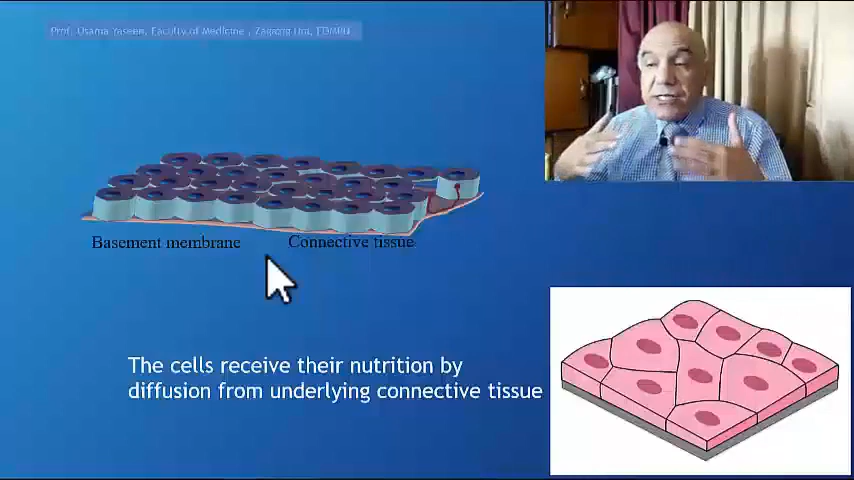 Prof. Osama Yaseen, Faculty of Medicine , Zagazig Uni,
Basement membrane
Connective tissue
The cells receive their nutrition by
diffusion from underlying connective tissue